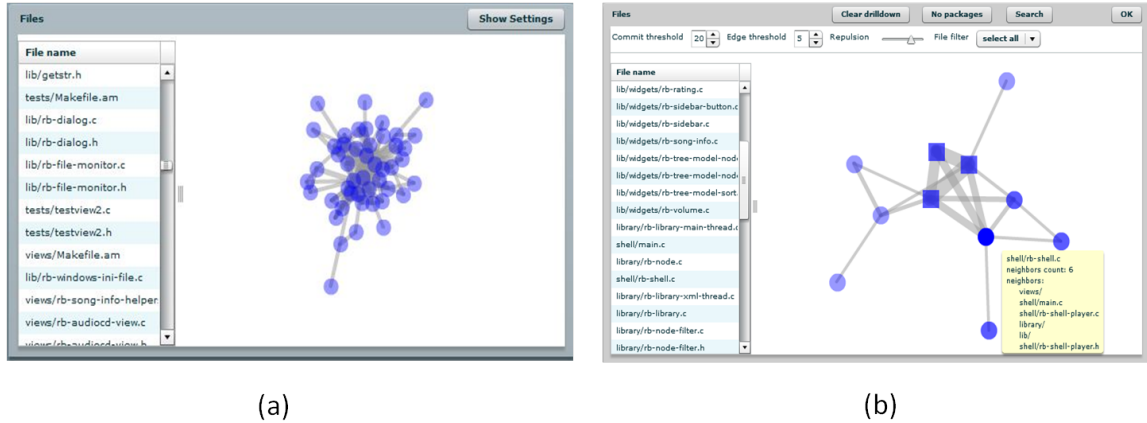 Files
Show Settings
File name
lib/getstr.h
tests/Makefile.am
lib/rb-dialog.c
lib/rb-dialog.h
lib/rb-file-monitor.c
lib/rb-file-monitor.h
tests/testview2.c
tests/testview2.h
views/Makefile.am
lib/rb-windows-ini-file.c
views/rb-song-info-helper
views/rb-audiocd-view.c
views/rb-audiocd-view.h
(a)
Files
Clear drilldown
No packages
Search
OK
Commit threshold 20 Edge threshold 5 Repulsion File filter select all
File name
lib/widgets/rb-rating.c
lib/widgets/rb-sidebar-button.c
lib/widgets/rb-sidebar.c
lib/widgets/rb-song-info.c
lib/widgets/rb-tree-model-node
lib/widgets/rb-tree-model-node
lib/widgets/rb-tree-model-sort
lib/widgets/rb-volume.c
library/rb-library-main-thread.c
shell/main.c
library/rb-node.c
shell/rb-shell.c
library/rb-library-xml-thread.c
library/rb-library.c
library/rb-node-filter.c
library/rb-node-filter.h
shell/rb-shell.c
neighbors count: 6
neighbors:
views/
shell/main.c
shell/rb-shell-player.c
library/
lib/
shell/rb-shell-player.h
(b)